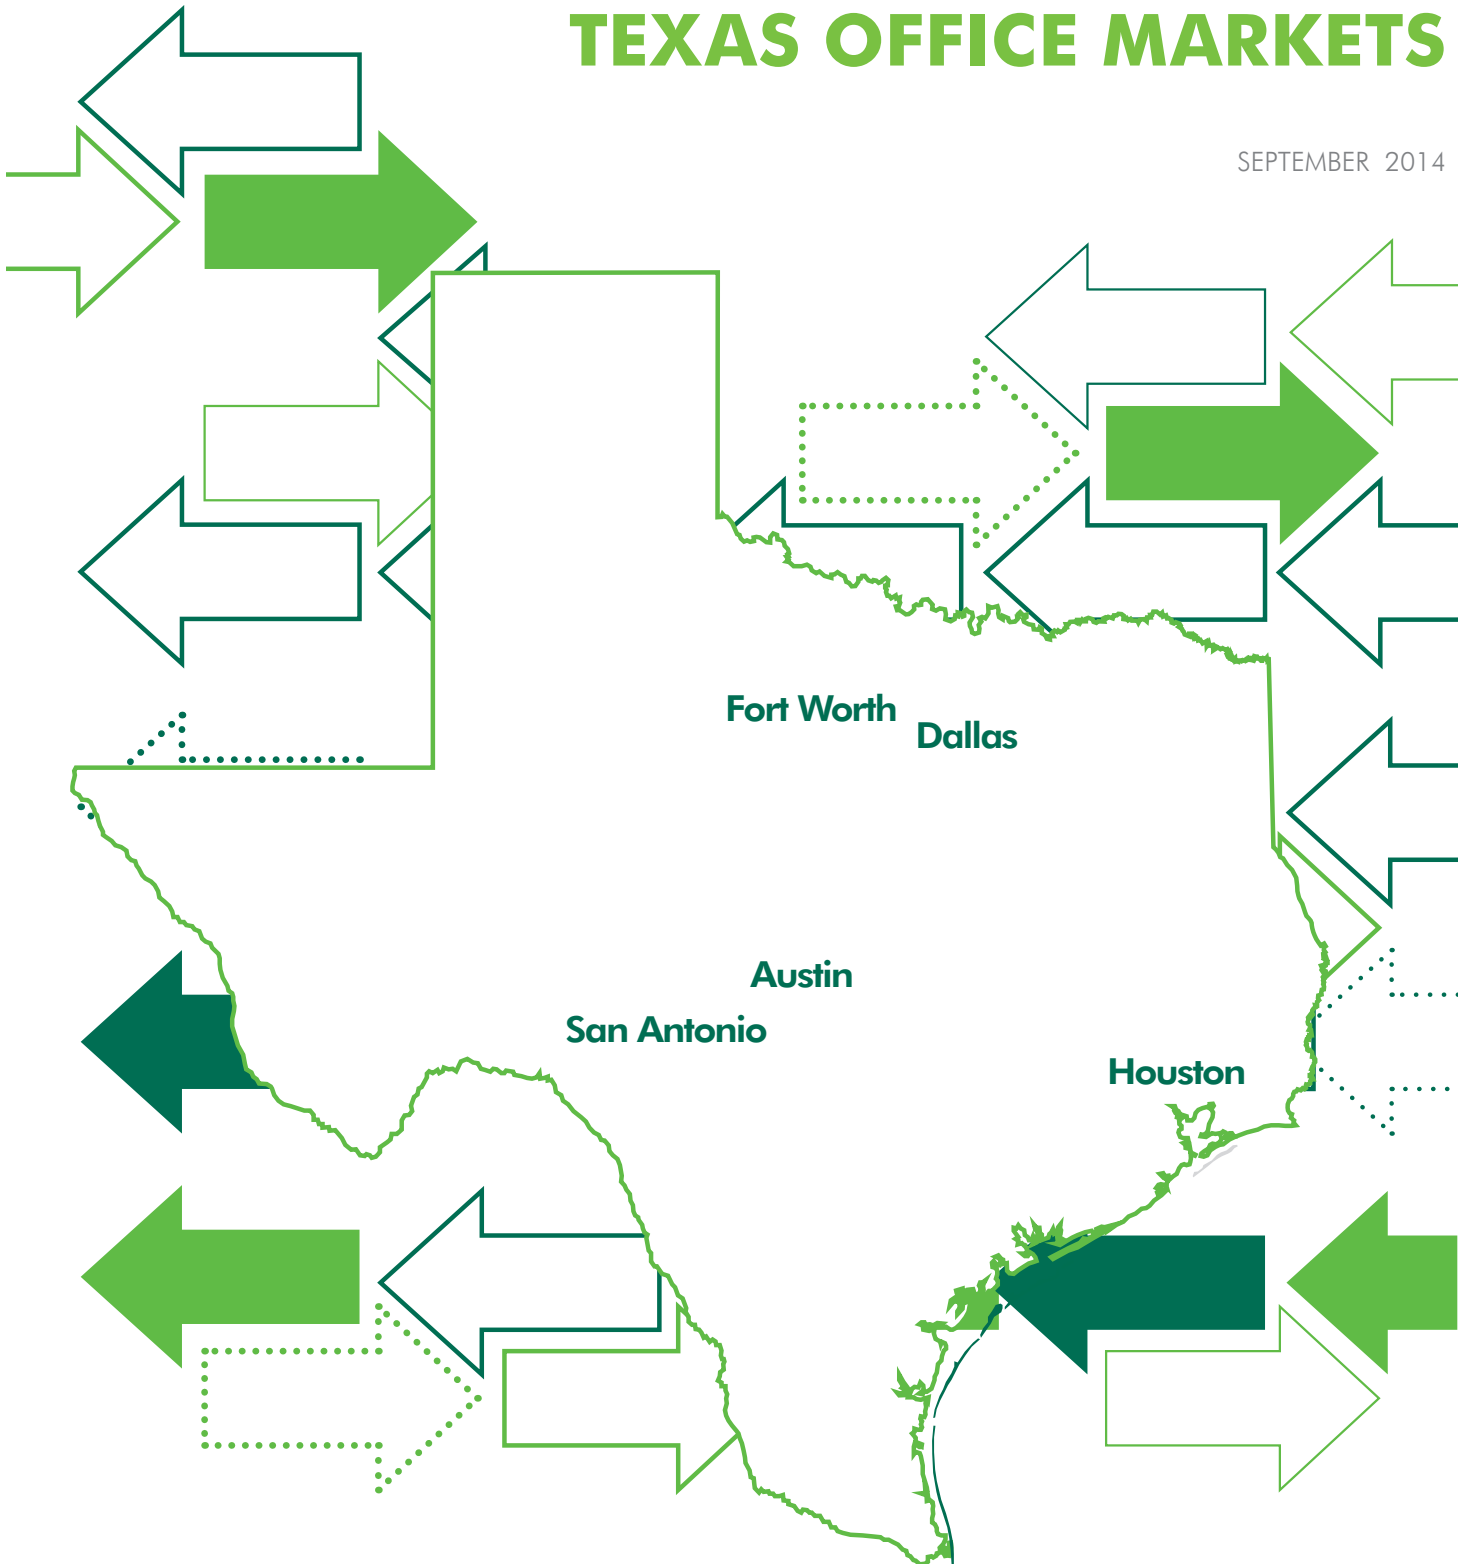 TEXAS OFFICE MARKETS
SEPTEMBER 2014
Fort Worth
Dallas
Austin
San Antonio
Houston